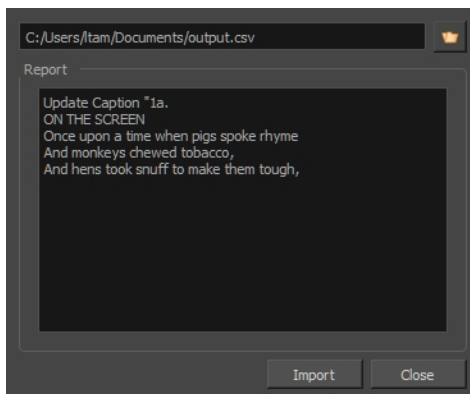 C:/Users/ltam/Documents/output.csv
Report
Update Caption "1a.
ON THE SCREEN
Once upon a time when pigs spoke rhyme
And monkeys chewed tobacco,
And hens took snuff to make them tough,
Import
Close